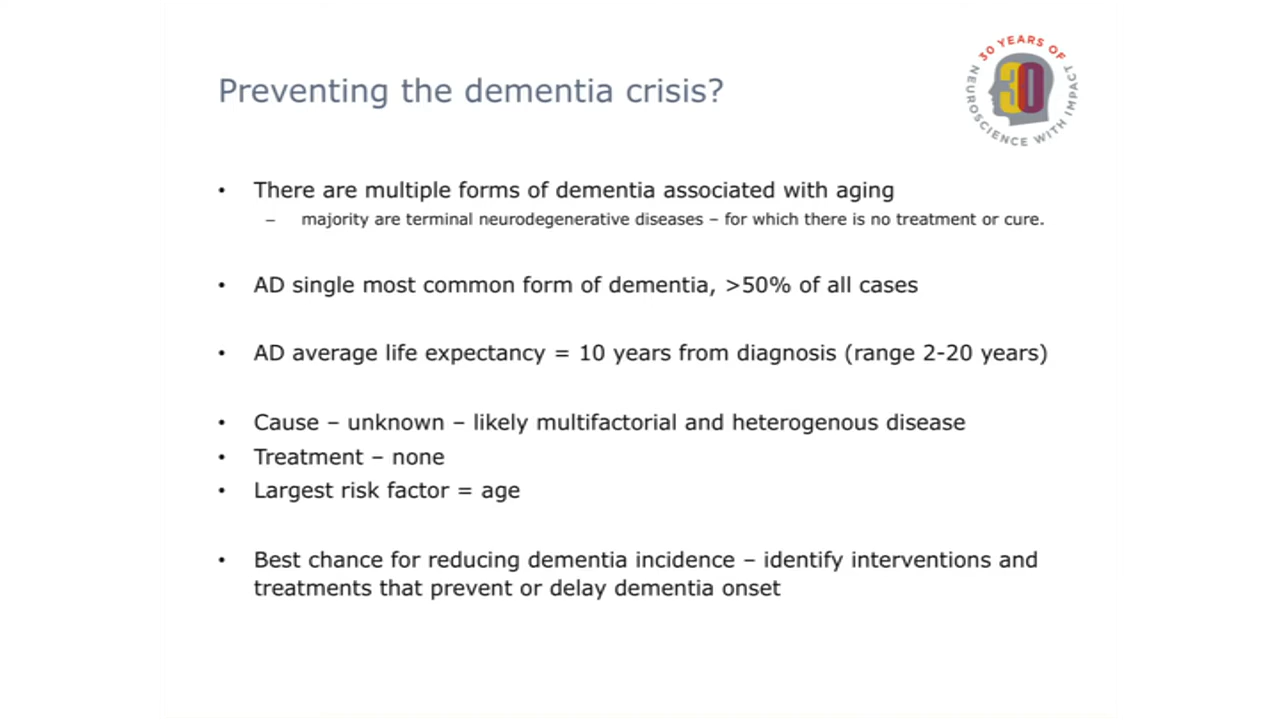 Preventing the dementia crisis?
30 YEARS OF
NEUROSCIENCE WITH IMPACT
30
• There are multiple forms of dementia associated with aging
– majority are terminal neurodegenerative diseases – for which there is no treatment or cure.
• AD single most common form of dementia, >50% of all cases
• AD average life expectancy = 10 years from diagnosis (range 2-20 years)
• Cause – unknown – likely multifactorial and heterogenous disease
• Treatment – none
• Largest risk factor = age
• Best chance for reducing dementia incidence – identify interventions and
treatments that prevent or delay dementia onset